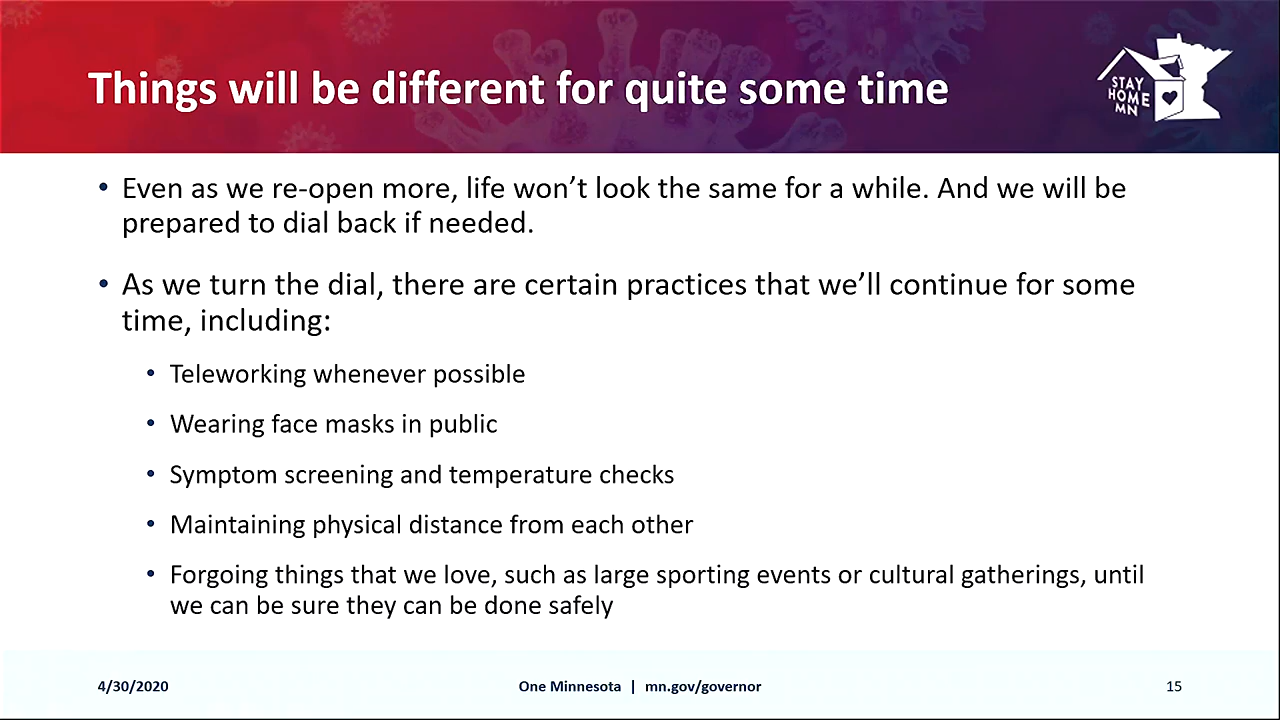 Things will be different for quite some time
STAY
HOME
MN
• Even as we re-open more, life won’t look the same for a while. And we will be
prepared to dial back if needed.
• As we turn the dial, there are certain practices that we’ll continue for some
time, including:
• Teleworking whenever possible
• Wearing face masks in public
• Symptom screening and temperature checks
• Maintaining physical distance from each other
• Forgoing things that we love, such as large sporting events or cultural gatherings, until
we can be sure they can be done safely
4/30/2020
One Minnesota | mn.gov/governor
15